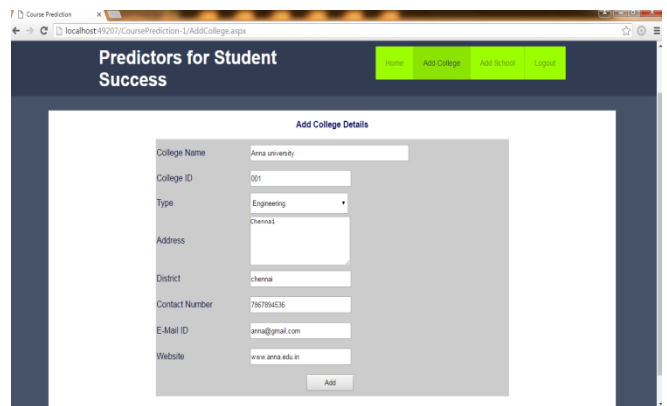 Course Prediction
localhost:49207/CoursePrediction-1/AddCollege.aspx
Predictors for Student
Success
Home Add College Add School Logout
Add College Details
College Name Anna university
College ID 001
Type Engineering
Address Chennai
District chennai
Contact Number 7867894536
E-Mail ID anna@gmail.com
Website www.anna.edu.in
Add